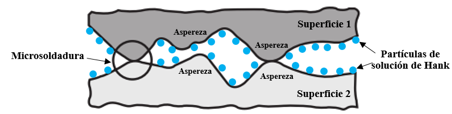 Superficie 1
Aspereza
Aspereza
Microsoldadura
Partículas de
solución de Hank
Aspereza
Aspereza
Superficie 2